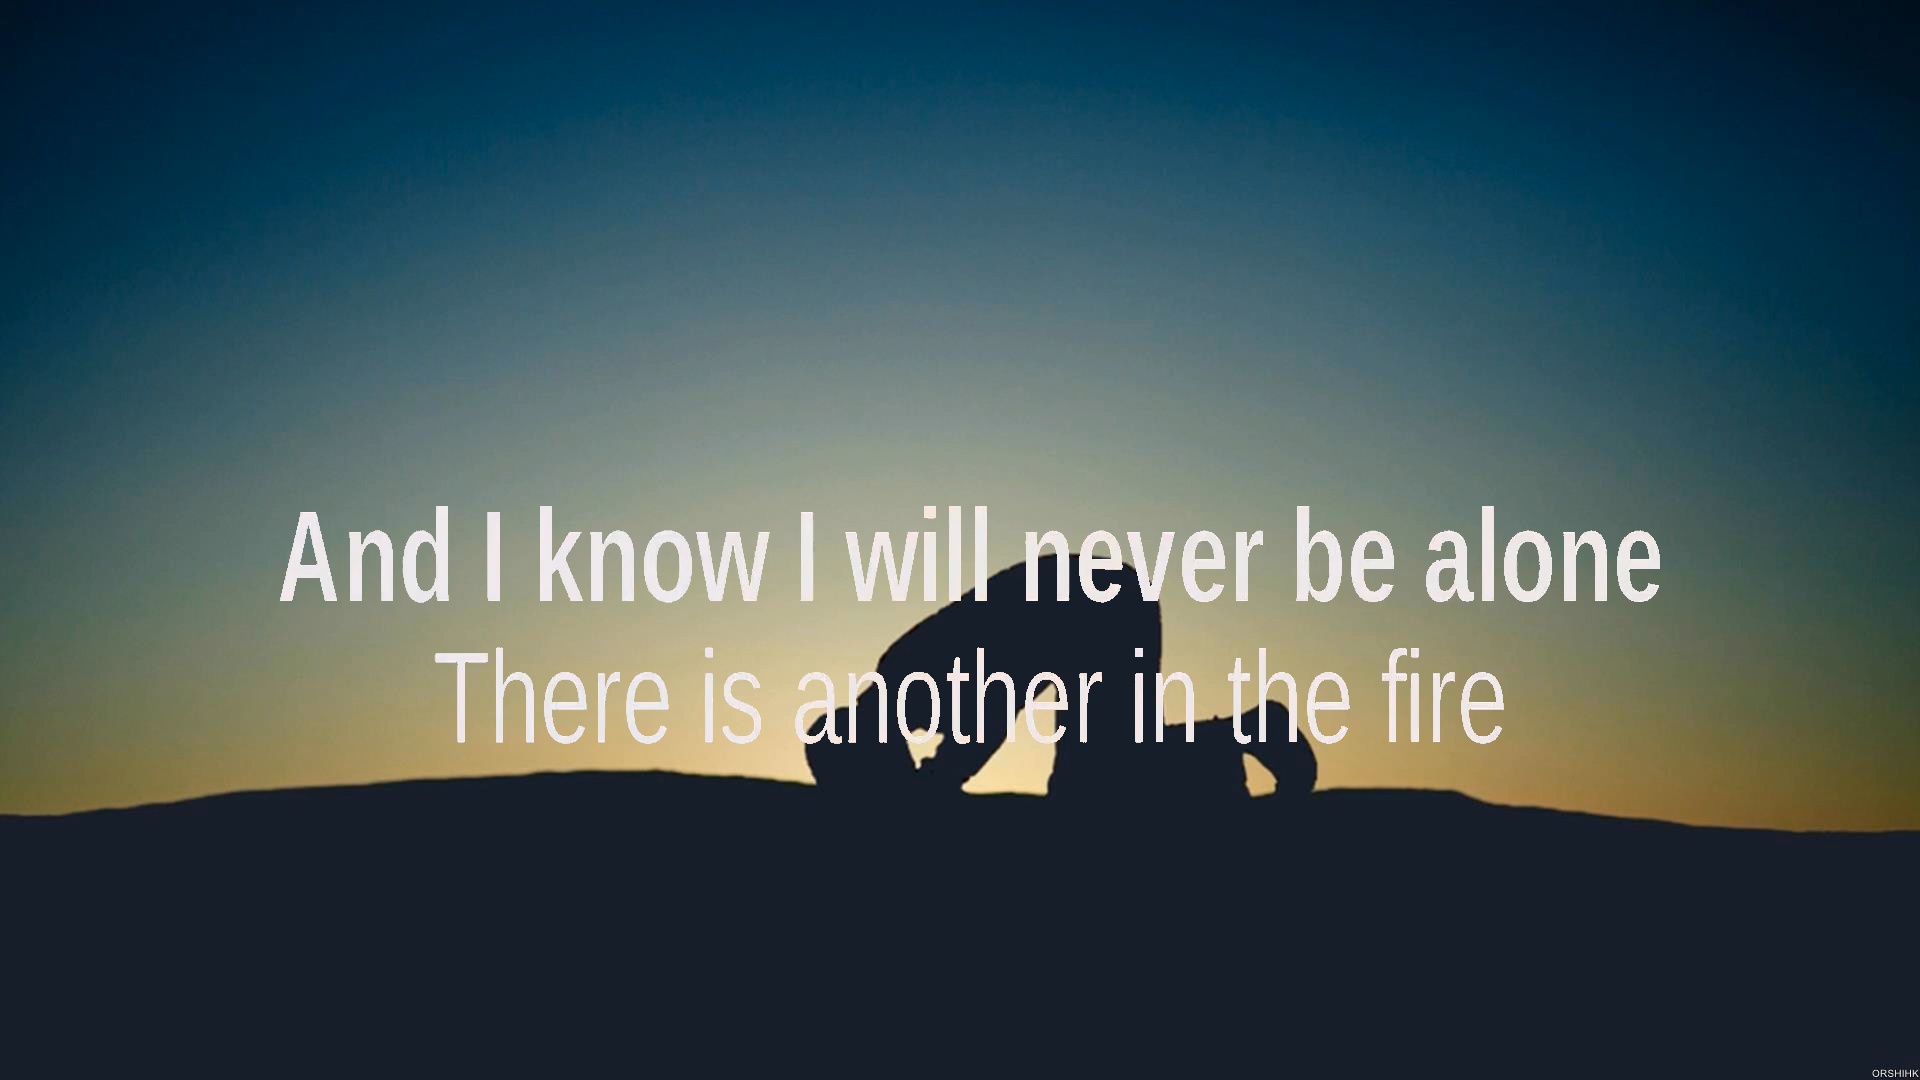 And I know I will never be alone
There is another in the fire
ORSHIHK